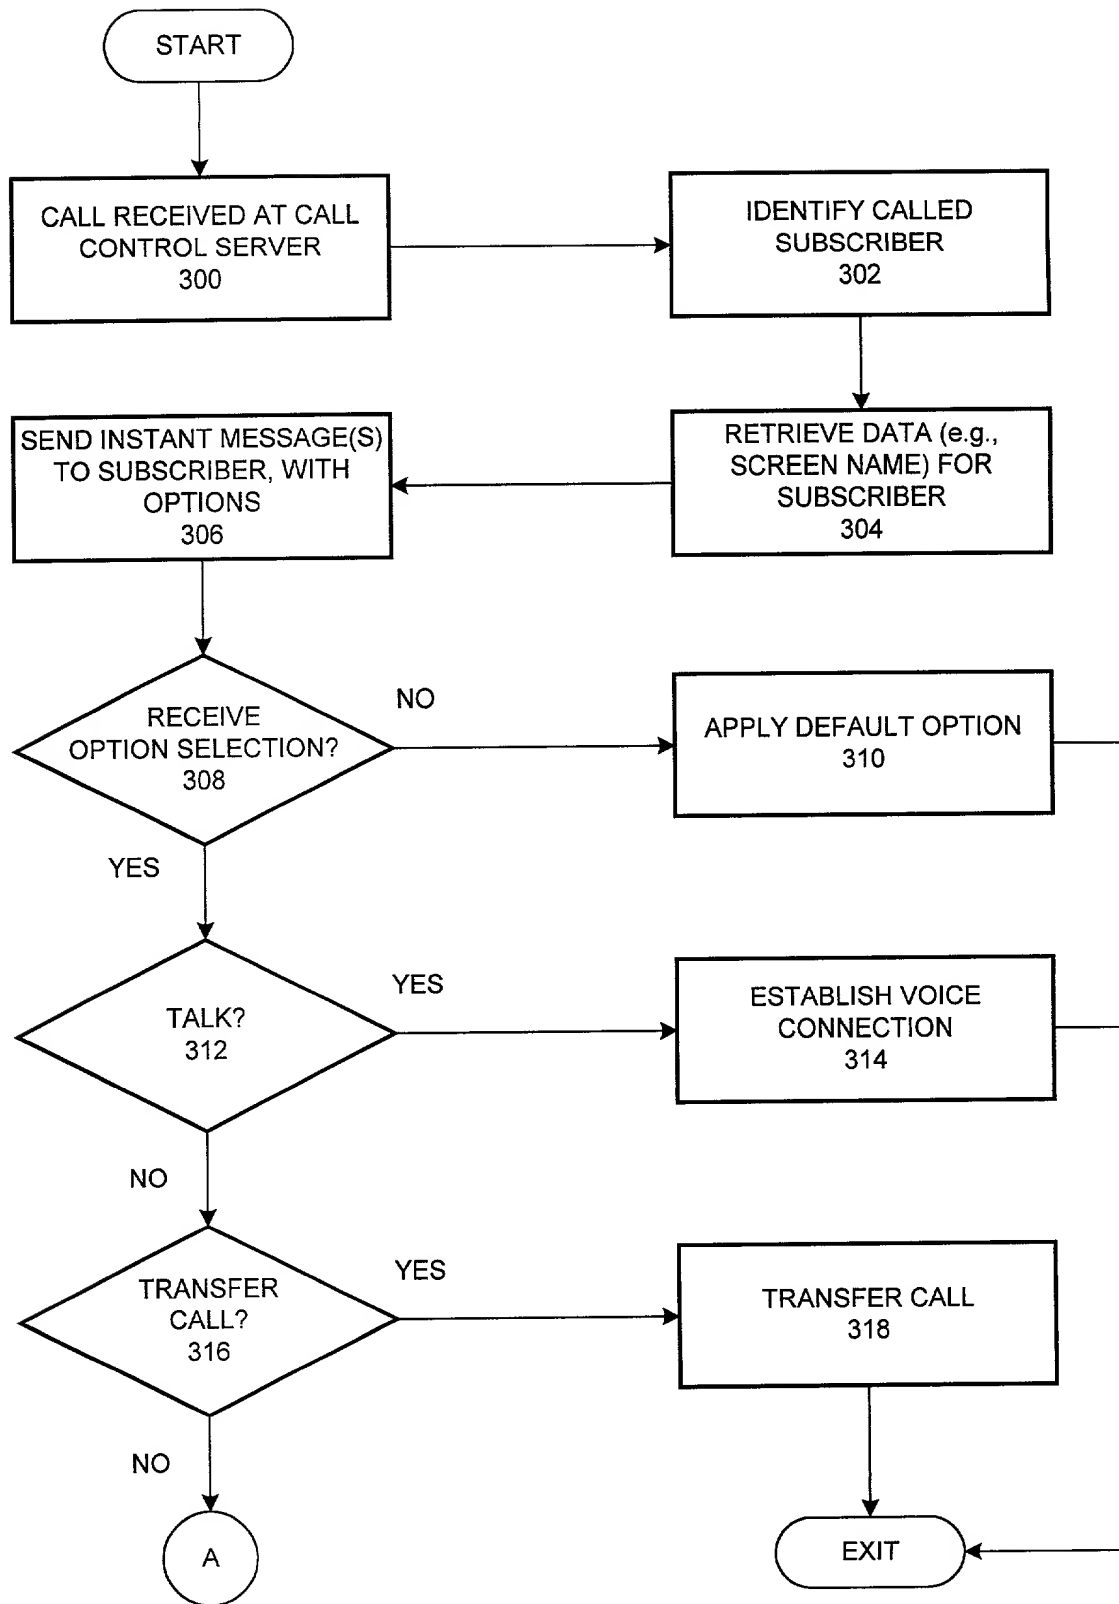 START
CALL RECEIVED AT CALL
CONTROL SERVER
300
IDENTIFY CALLED
SUBSCRIBER
302
SEND INSTANT MESSAGE(S)
TO SUBSCRIBER, WITH
OPTIONS
306
RETRIEVE DATA (e.g.,
SCREEN NAME) FOR
SUBSCRIBER
304
RECEIVE
OPTION SELECTION?
308
NO
APPLY DEFAULT OPTION
310
YES
TALK?
312
YES
ESTABLISH VOICE
CONNECTION
314
NO
TRANSFER
CALL?
316
YES
TRANSFER CALL
318
NO
A
EXIT